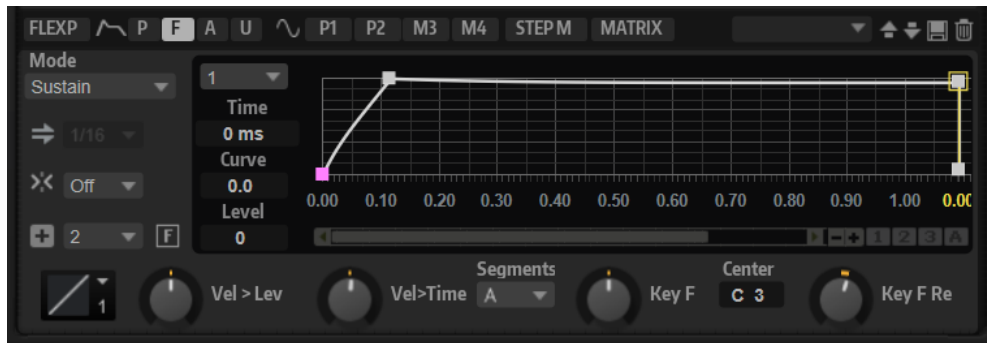 FLEXP P F A U P1 P2 M3 M4 STEP M MATRIX
Mode
Sustain
1/16
Off
2 F
1
Time
0 ms
Curve
0.0
Level
0
0.00 0.10 0.20 0.30 0.40 0.50 0.60 0.70 0.80 0.90 1.00 0.00
1 2 3 A
1 Vel > Lev Vel>Time
Segments
A
Key F
Center
C 3
Key F Re